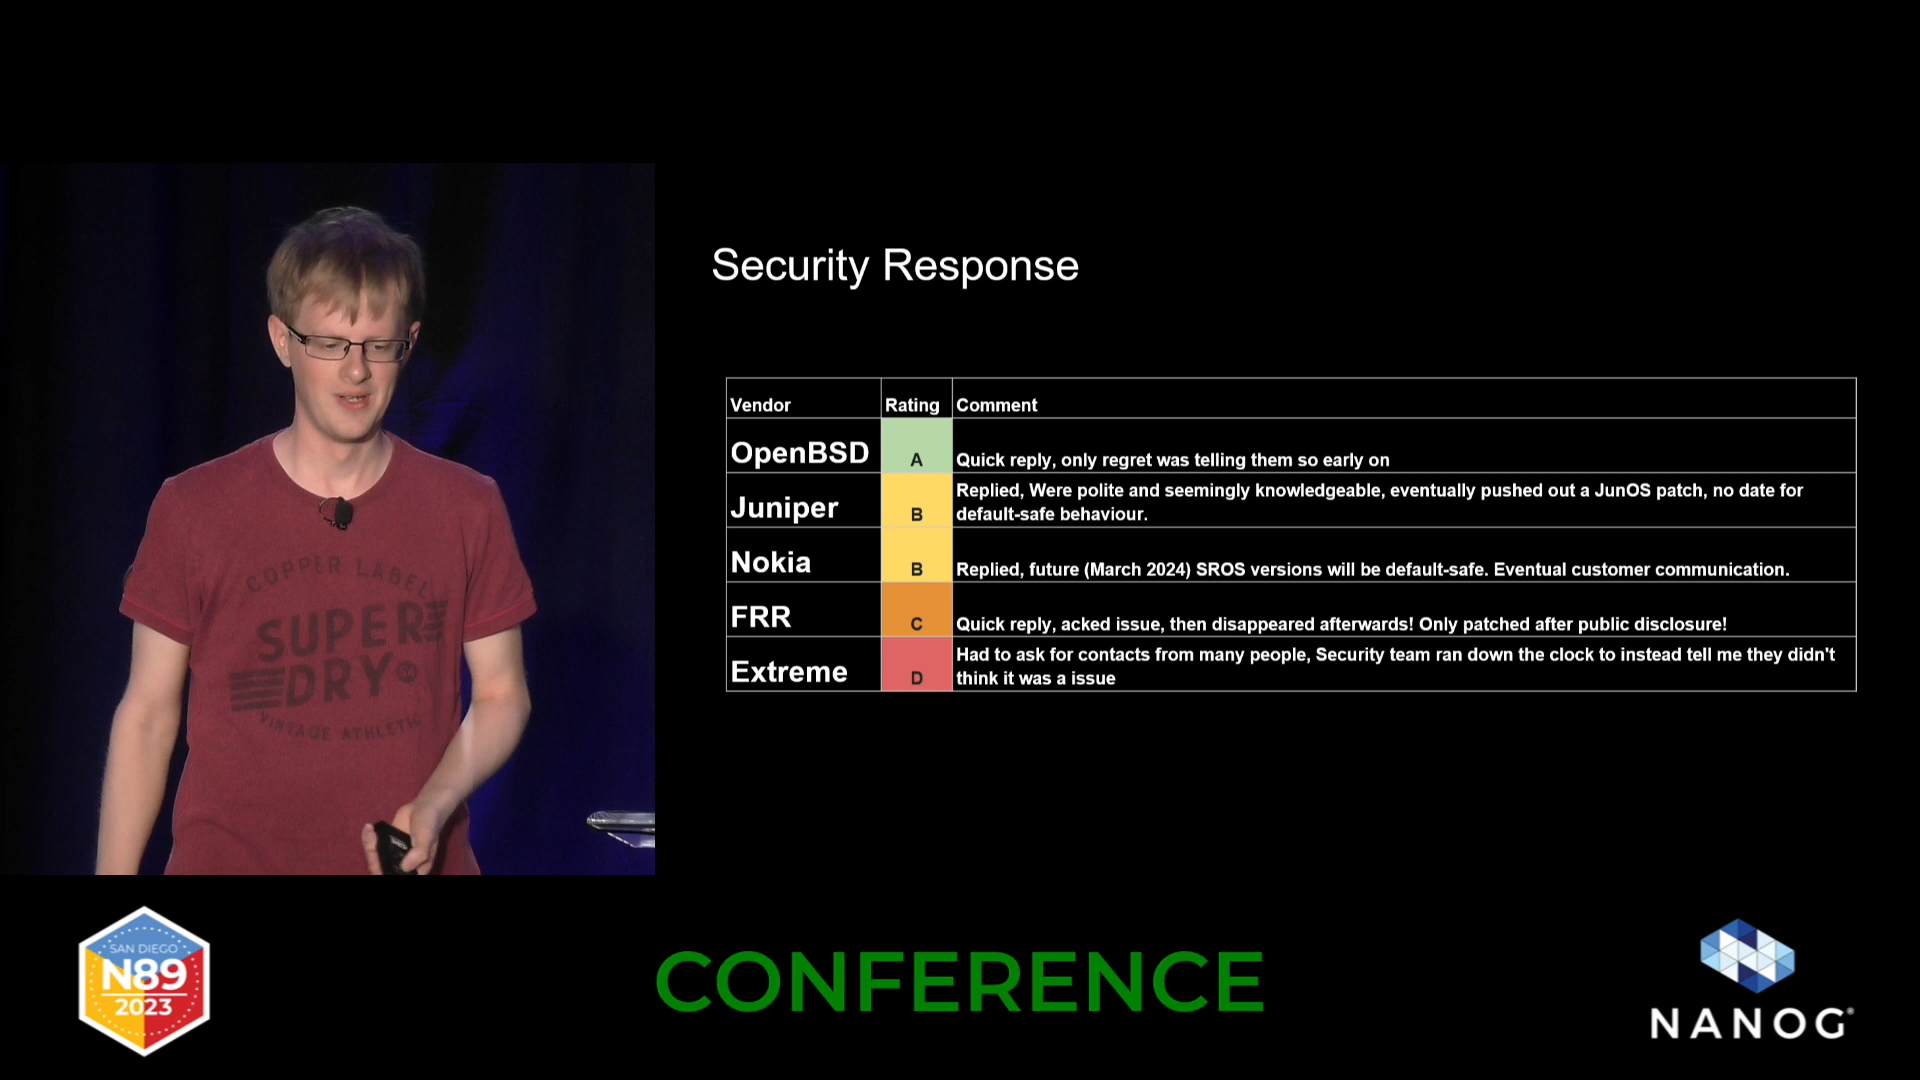 Security Response
Vendor Rating Comment
OpenBSD A Quick reply, only regret was telling them so early on
Juniper B Replied, Were polite and seemingly knowledgeable, eventually pushed out a JunOS patch, no date for
default-safe behaviour.
Nokia B Replied, future (March 2024) SROS versions will be default-safe. Eventual customer communication.
FRR C Quick reply, acked issue, then disappeared afterwards! Only patched after public disclosure!
Extreme D Had to ask for contacts from many people, Security team ran down the clock to instead tell me they didn't
think it was a issue
COPPER LABEL
SUPER
DRY
VINTAGE ATHLETIC
SAN DIEGO
N89
2023
CONFERENCE
NANOG®